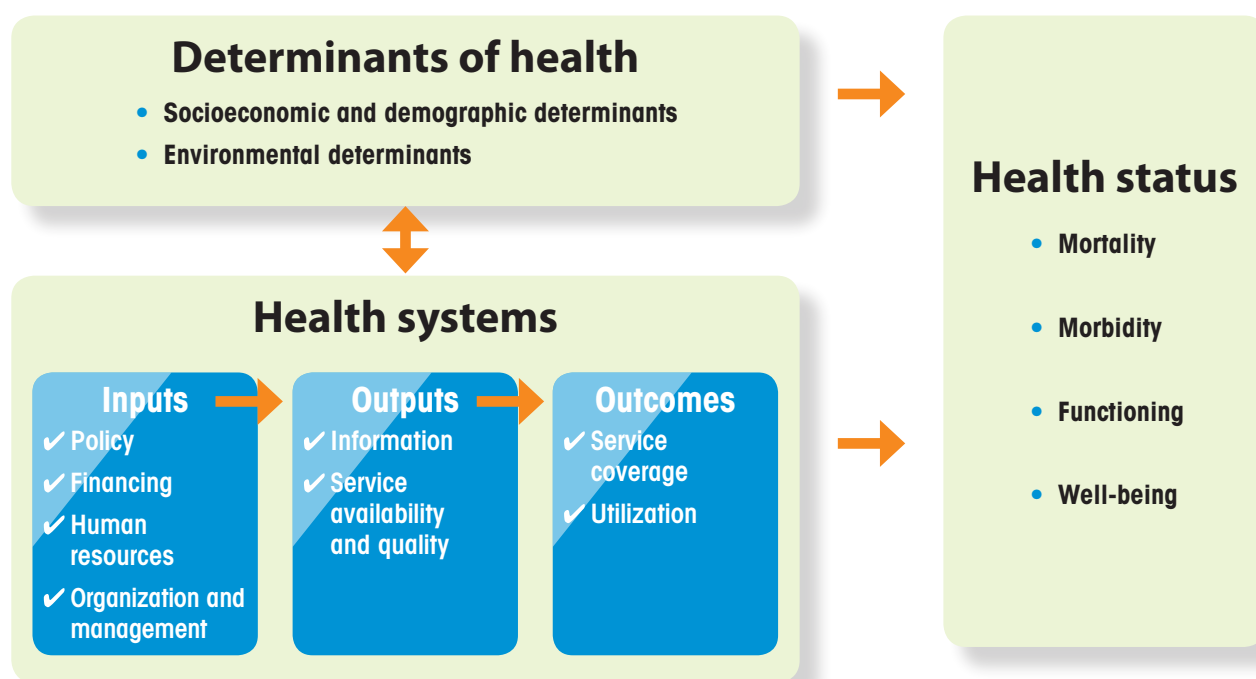 Determinants of health
• Socioeconomic and demographic determinants
• Environmental determinants
Health systems
Inputs
✔ Policy
✔ Financing
✔ Human
resources
✔ Organization and
management
Outputs
✔ Information
✔ Service
availability
and quality
Outcomes
✔ Service
coverage
✔ Utilization
Health status
• Mortality
• Morbidity
• Functioning
• Well-being